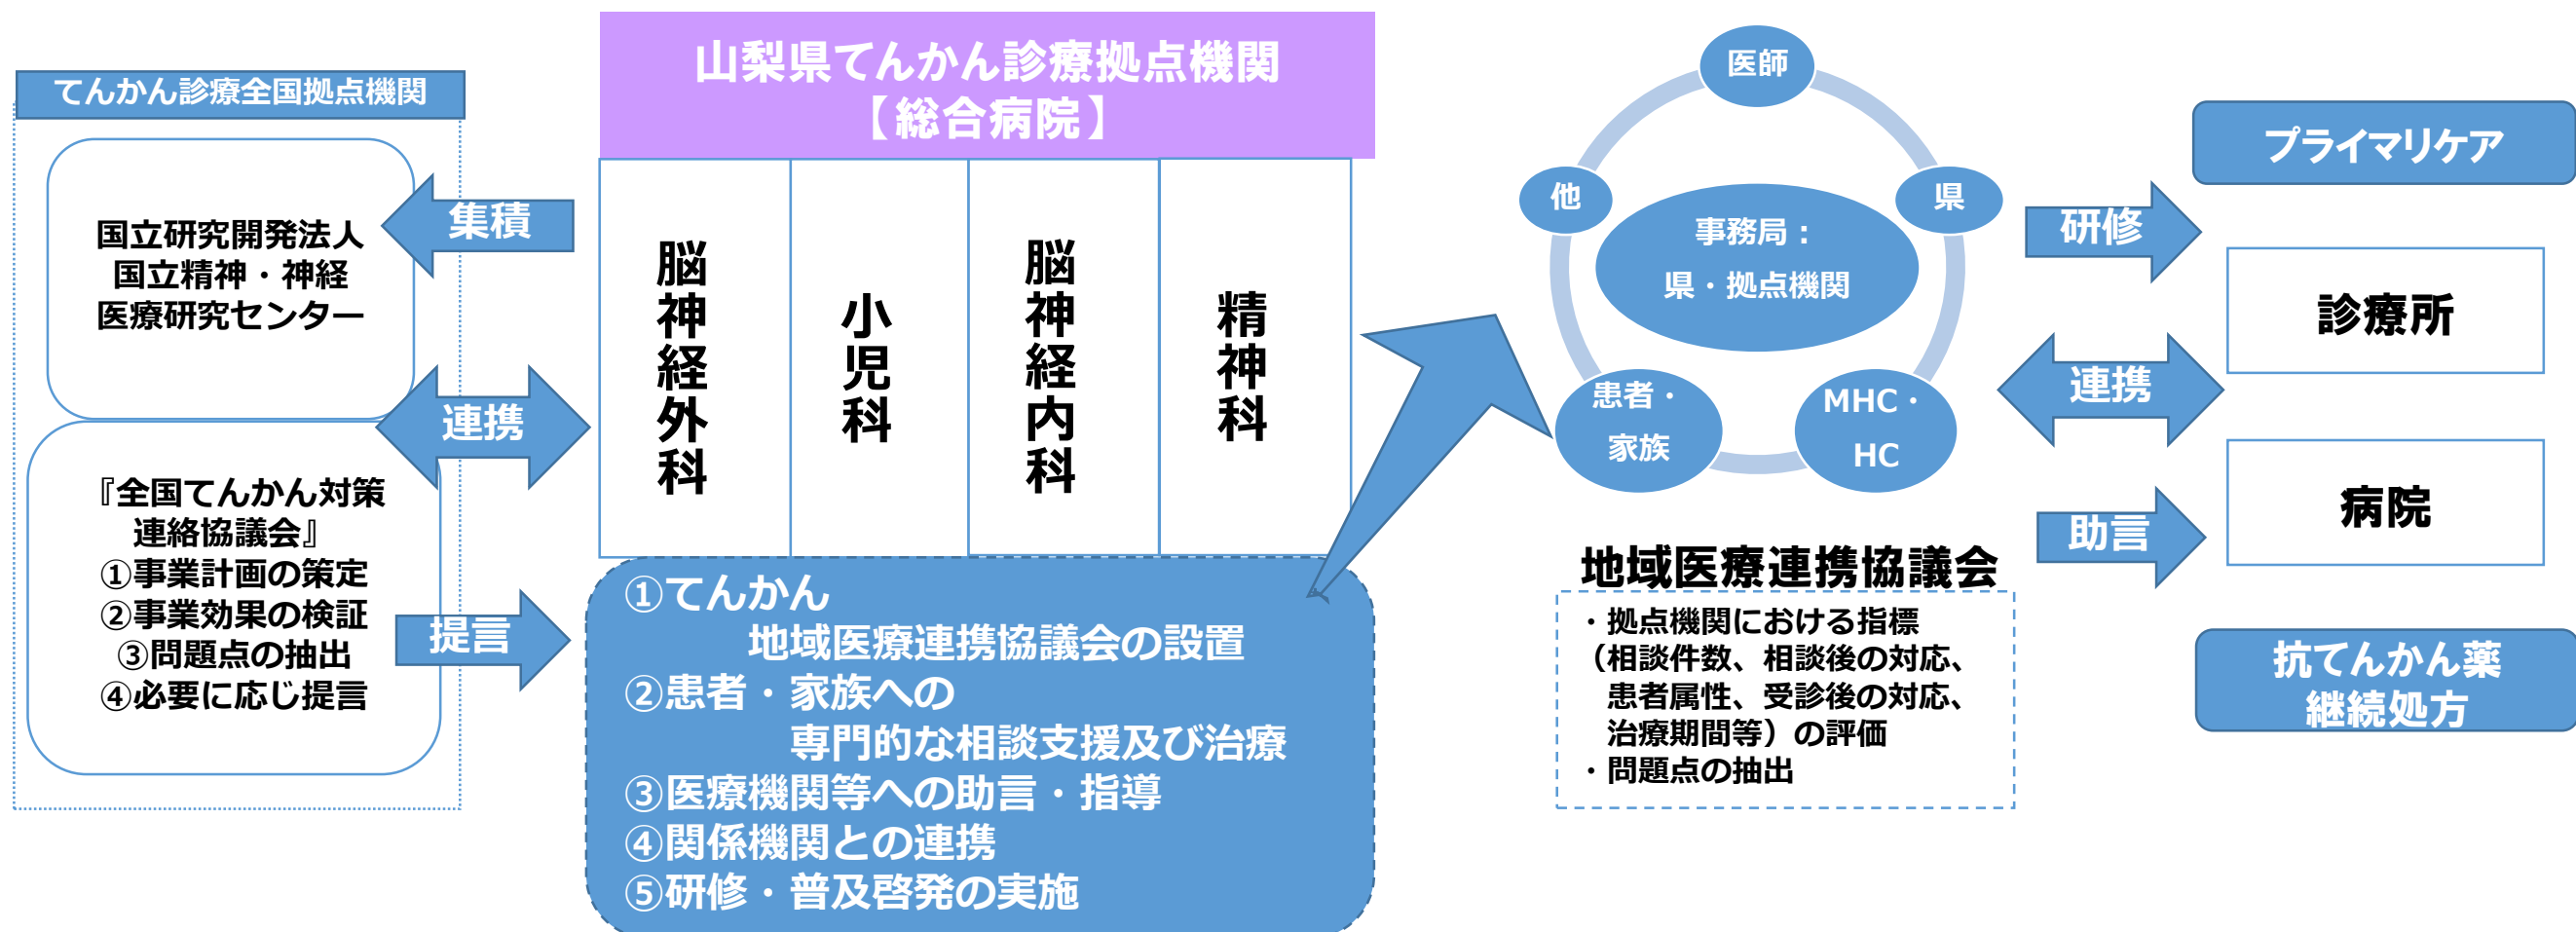 てんかん診療全国拠点機関
国立研究開発法人
国立精神・神経
医療研究センター
『全国てんかん対策
連絡協議会』
①事業計画の策定
②事業効果の検証
③問題点の抽出
④必要に応じ提言
集積
連携
提言
山梨県てんかん診療拠点機関
【総合病院】
脳神経外科
小児科
脳神経内科
精神科
①てんかん
地域医療連携協議会の設置
②患者・家族への
専門的な相談支援及び治療
③医療機関等への助言・指導
④関係機関との連携
⑤研修・普及啓発の実施
医師
他
県
事務局：
県・拠点機関
患者・
家族
MHC・
HC
地域医療連携協議会
・拠点機関における指標
（相談件数、相談後の対応、
患者属性、受診後の対応、
治療期間等）の評価
・問題点の抽出
研修
連携
助言
プライマリケア
診療所
病院
抗てんかん薬
継続処方